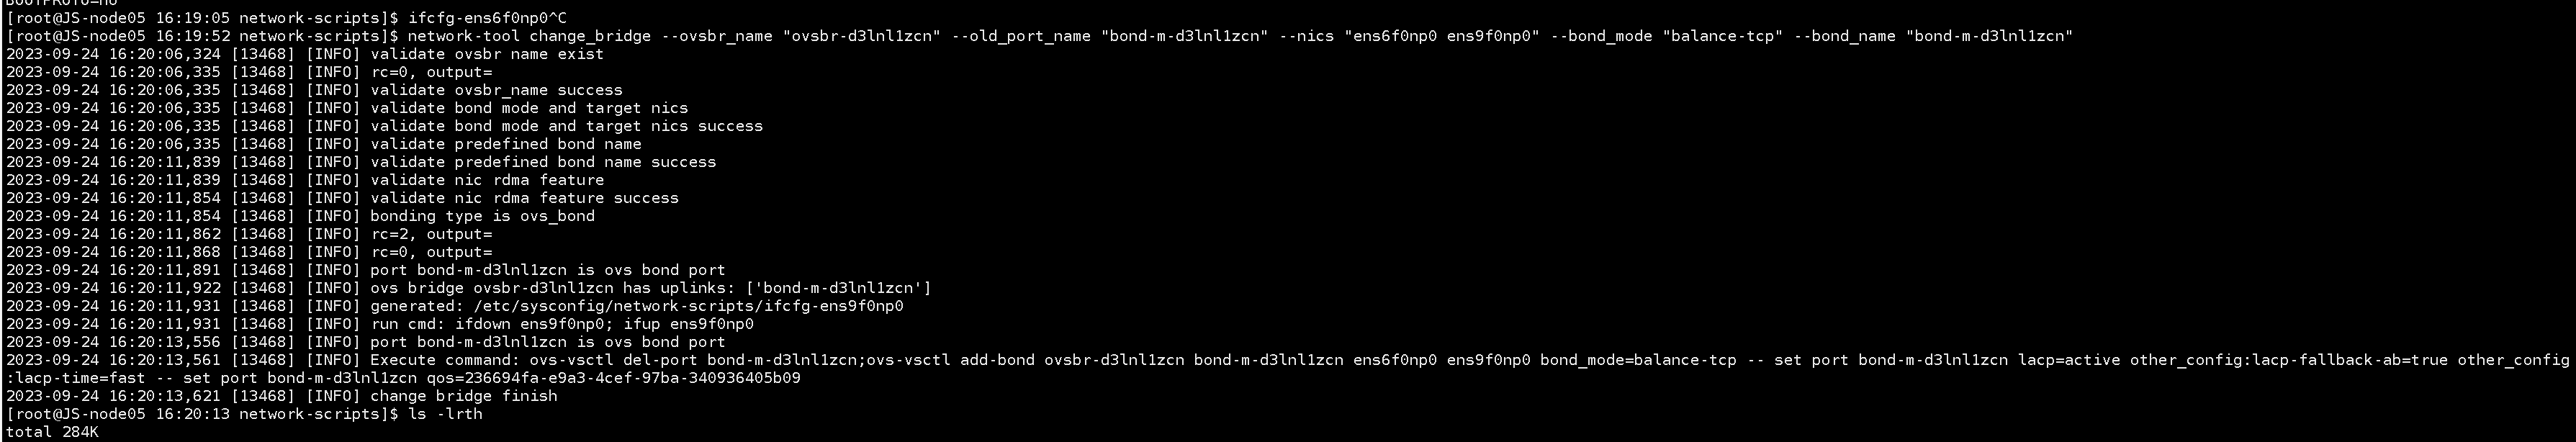 BOOTPROTO=no
[root@JS-node05 16:19:05 network-scripts]$ ifcfg-ens6f0np0^C
[root@JS-node05 16:19:52 network-scripts]$ network-tool change_bridge --ovsbr_name "ovsbr-d3lnl1zcn" --old_port_name "bond-m-d3lnl1zcn" --nics "ens6f0np0 ens9f0np0" --bond_mode "balance-tcp" --bond_name "bond-m-d3lnl1zcn"
2023-09-24 16:20:06,324 [13468] [INFO] validate ovsbr name exist
2023-09-24 16:20:06,335 [13468] [INFO] rc=0, output=
2023-09-24 16:20:06,335 [13468] [INFO] validate ovsbr_name success
2023-09-24 16:20:06,335 [13468] [INFO] validate bond mode and target nics
2023-09-24 16:20:06,335 [13468] [INFO] validate bond mode and target nics success
2023-09-24 16:20:06,335 [13468] [INFO] validate predefined bond name
2023-09-24 16:20:11,839 [13468] [INFO] validate predefined bond name success
2023-09-24 16:20:11,839 [13468] [INFO] validate nic rdma feature
2023-09-24 16:20:11,854 [13468] [INFO] validate nic rdma feature success
2023-09-24 16:20:11,854 [13468] [INFO] bonding type is ovs_bond
2023-09-24 16:20:11,862 [13468] [INFO] rc=2, output=
2023-09-24 16:20:11,868 [13468] [INFO] rc=0, output=
2023-09-24 16:20:11,891 [13468] [INFO] port bond-m-d3lnl1zcn is ovs bond port
2023-09-24 16:20:11,922 [13468] [INFO] ovs bridge ovsbr-d3lnl1zcn has uplinks: ['bond-m-d3lnl1zcn']
2023-09-24 16:20:11,931 [13468] [INFO] generated: /etc/sysconfig/network-scripts/ifcfg-ens9f0np0
2023-09-24 16:20:11,931 [13468] [INFO] run cmd: ifdown ens9f0np0; ifup ens9f0np0
2023-09-24 16:20:13,556 [13468] [INFO] port bond-m-d3lnl1zcn is ovs bond port
2023-09-24 16:20:13,561 [13468] [INFO] Execute command: ovs-vsctl del-port bond-m-d3lnl1zcn;ovs-vsctl add-bond ovsbr-d3lnl1zcn bond-m-d3lnl1zcn ens6f0np0 ens9f0np0 bond_mode=balance-tcp -- set port bond-m-d3lnl1zcn lacp=active other_config:lacp-fallback-ab=true other_config
:lacp-time=fast -- set port bond-m-d3lnl1zcn qos=236694fa-e9a3-4cef-97ba-340936405b09
2023-09-24 16:20:13,621 [13468] [INFO] change bridge finish
[root@JS-node05 16:20:13 network-scripts]$ ls -lrth
total 284K